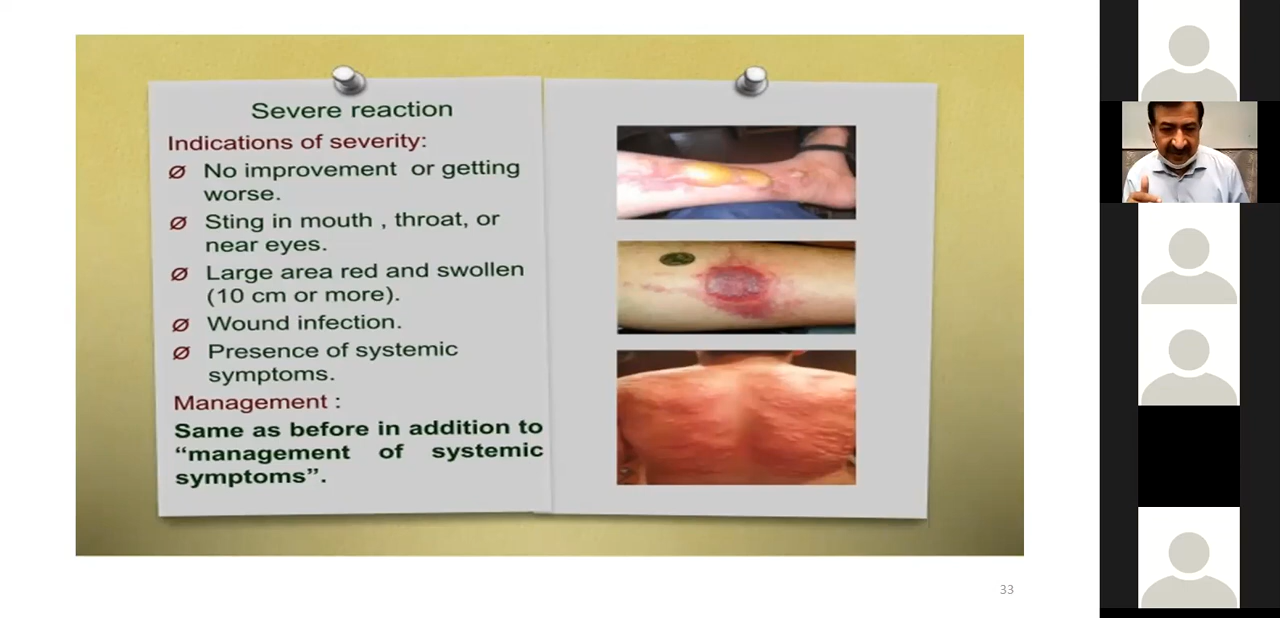 Severe reaction
Indications of severity:
Ø No improvement or getting
worse.
Ø Sting in mouth , throat, or
near eyes.
Ø Large area red and swollen
(10 cm or more).
Ø Wound infection.
Ø Presence of systemic
symptoms.
Management :
Same as before in addition to
“management of systemic
symptoms”.
33